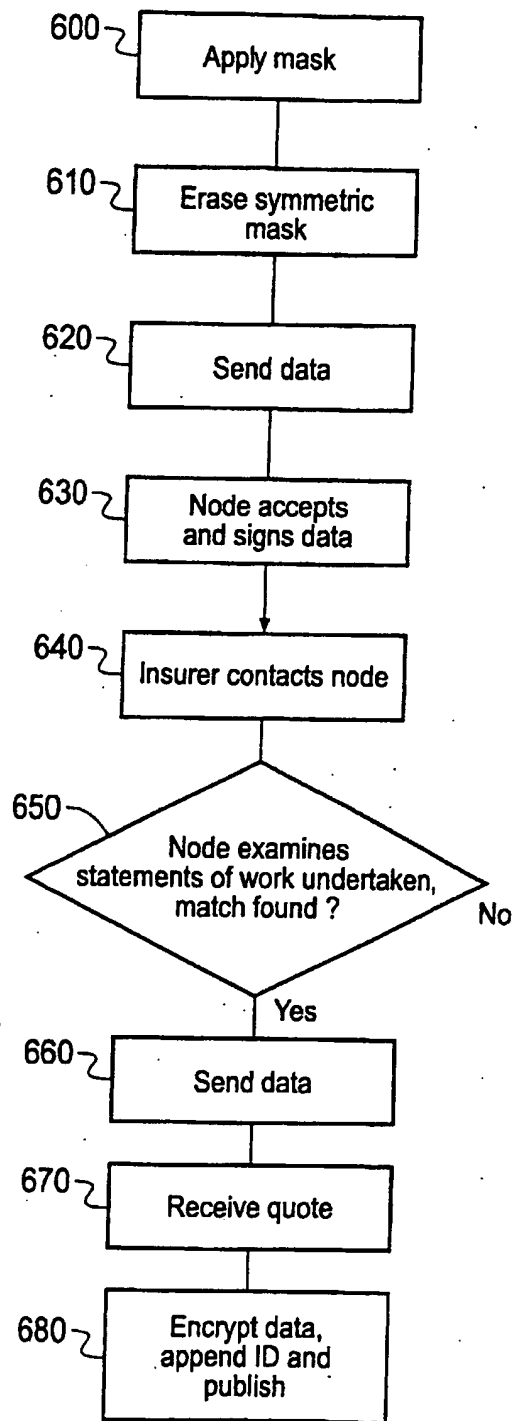 600
Apply mask
610
Erase symmetric
mask
620
Send data
630
Node accepts
and signs data
640
Insurer contacts node
650
Node examines
statements of work undertaken,
match found ?
No
Yes
660
Send data
670
Receive quote
680
Encrypt data,
append ID and
publish